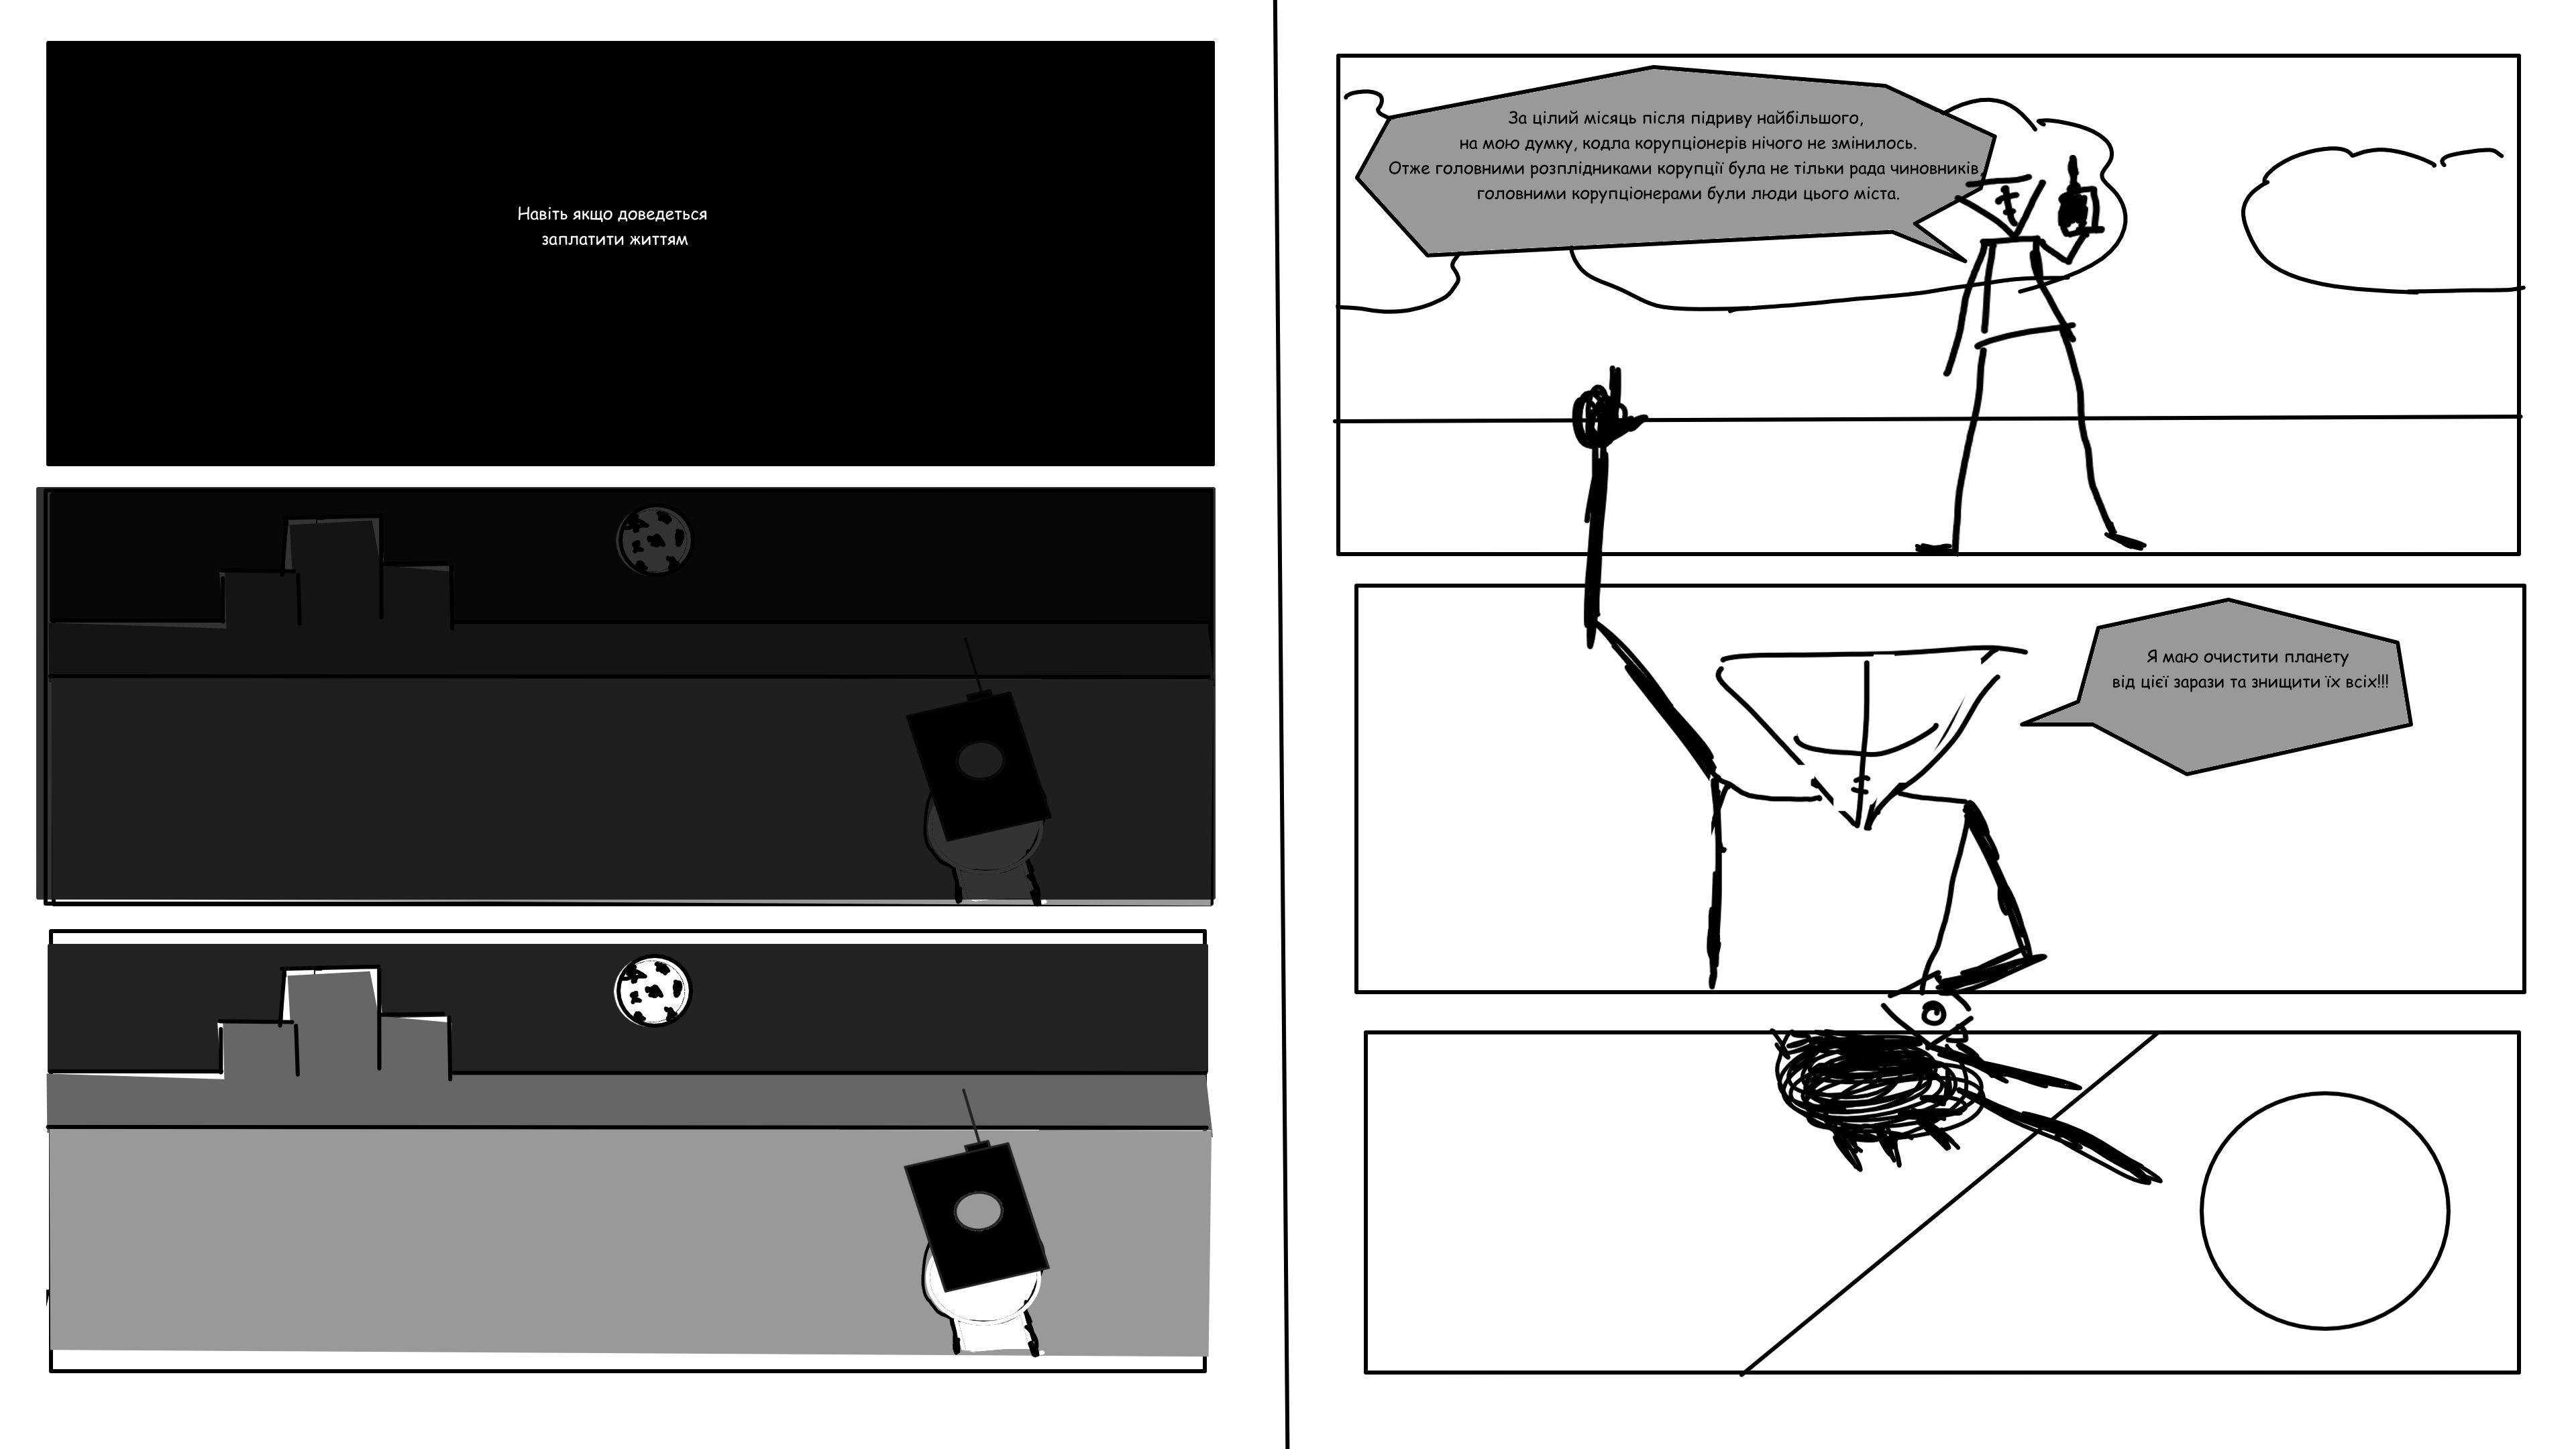 Навіть якщо доведеться
заплатити життям
За цілий місяць після підриву найбільшого,
на мою думку, кодла корупціонерів нічого не змінилось.
Отже головними розплідниками корупції була не тільки рада чиновників,
головними корупціонерами були люди цього міста.
Я маю очистити планету
від цієї зарази та знищити їх всіх!!!